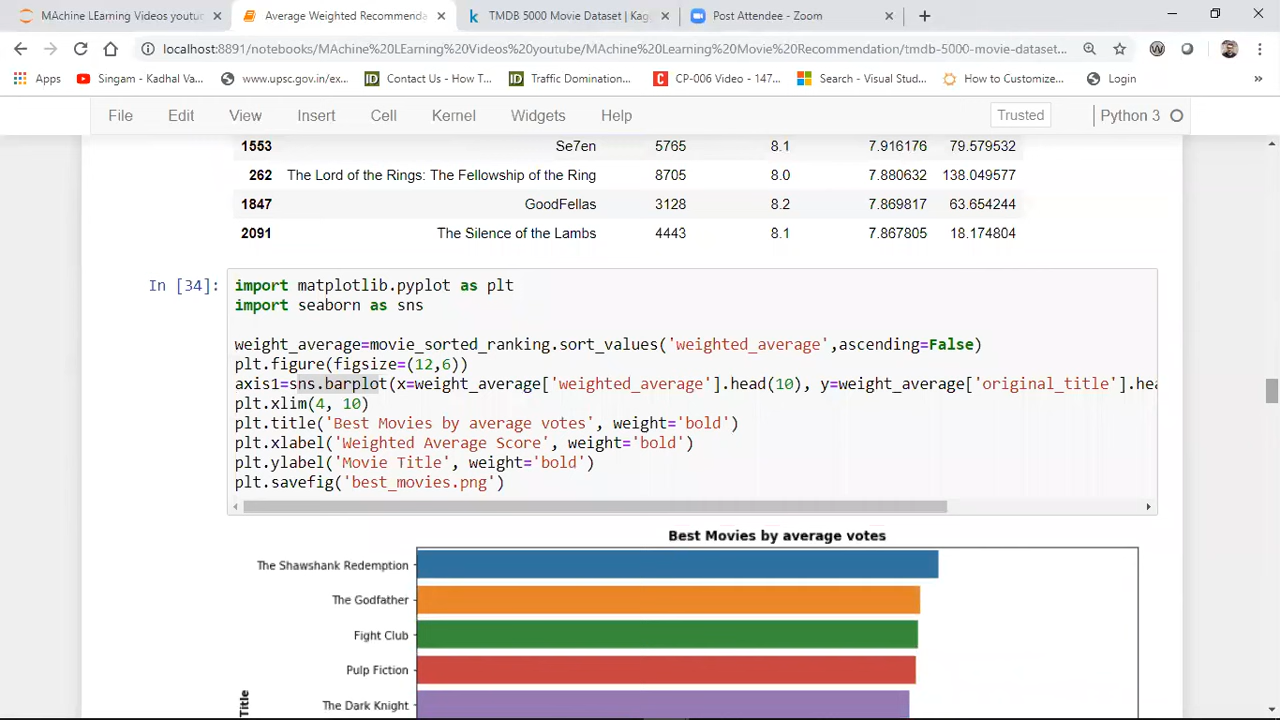 MAchine LEarning Videos youtu
Average Weighted Recommenda
TMDB 5000 Movie Dataset | Kag
Post Attendee - Zoom
localhost:8891/notebooks/MAchine%20LEarning%20Videos%20youtube/MAchine%20Learning%20Movie%20Recommendation/tmdb-5000-movie-dataset...
Apps
Singam - Kadhal Va...
www.upsc.gov.in/ex...
Contact Us - How T...
Traffic Domination...
CP-006 Video - 147...
Search - Visual Stud...
How to Customize...
Login
»
File Edit View Insert Cell Kernel Widgets Help Trusted Python 3
1553 Se7en 5765 8.1 7.916176 79.579532
262 The Lord of the Rings: The Fellowship of the Ring 8705 8.0 7.880632 138.049577
1847 GoodFellas 3128 8.2 7.869817 63.654244
2091 The Silence of the Lambs 4443 8.1 7.867805 18.174804
In [34]:
import matplotlib.pyplot as plt
import seaborn as sns
weight_average=movie_sorted_ranking.sort_values('weighted_average',ascending=False)
plt.figure(figsize=(12,6))
axis1=sns.barplot(x=weight_average['weighted_average'].head(10), y=weight_average['original_title'].hea
plt.xlim(4, 10)
plt.title('Best Movies by average votes', weight='bold')
plt.xlabel('Weighted Average Score', weight='bold')
plt.ylabel('Movie Title', weight='bold')
plt.savefig('best_movies.png')
Best Movies by average votes
The Shawshank Redemption
The Godfather
Fight Club
Pulp Fiction
The Dark Knight
Title